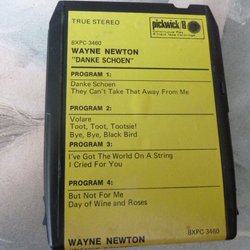 TRUE STEREO
pickwick 8
8XPC 3460
WAYNE NEWTON
"DANKE SCHOEN"
PROGRAM 1:
Danke Schoen
They Can't Take That Away From Me
PROGRAM 2:
Volare
Toot, Toot, Tootsie!
Bye, Bye, Black Bird
PROGRAM 3:
I've Got The World On A String
I Cried For You
PROGRAM 4:
But Not For Me
Day of Wine and Roses
8XPC 3460
WAYNE NEWTON